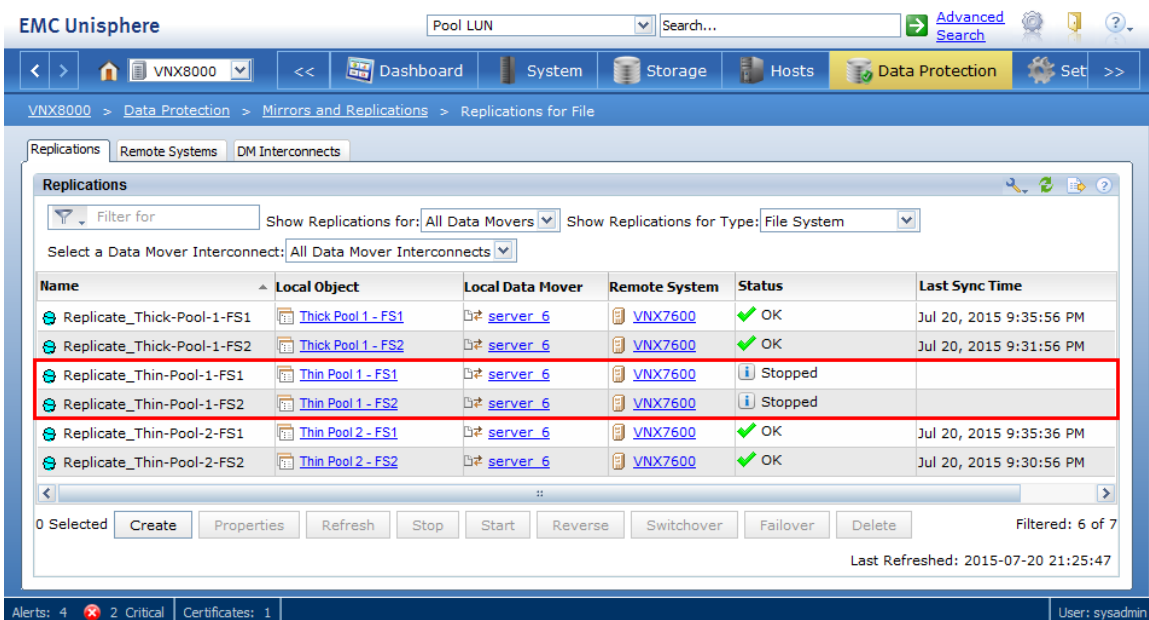 EMC Unisphere Pool LUN Search... Advanced Search
VNX8000 << Dashboard System Storage Hosts Data Protection Set >>
VNX8000 > Data Protection > Mirrors and Replications > Replications for File
Replications Remote Systems DM Interconnects
Replications
Filter for Show Replications for: All Data Movers Show Replications for Type: File System
Select a Data Mover Interconnect: All Data Mover Interconnects
Name Local Object Local Data Mover Remote System Status Last Sync Time
Replicate_Thick-Pool-1-FS1 Thick Pool 1 - FS1 server_6 VNX7600 OK Jul 20, 2015 9:35:56 PM
Replicate_Thick-Pool-1-FS2 Thick Pool 1 - FS2 server_6 VNX7600 OK Jul 20, 2015 9:31:56 PM
Replicate_Thin-Pool-1-FS1 Thin Pool 1 - FS1 server_6 VNX7600 Stopped
Replicate_Thin-Pool-1-FS2 Thin Pool 1 - FS2 server_6 VNX7600 Stopped
Replicate_Thin-Pool-2-FS1 Thin Pool 2 - FS1 server_6 VNX7600 OK Jul 20, 2015 9:35:36 PM
Replicate_Thin-Pool-2-FS2 Thin Pool 2 - FS2 server_6 VNX7600 OK Jul 20, 2015 9:30:56 PM
0 Selected Create Properties Refresh Stop Start Reverse Switchover Failover Delete Filtered: 6 of 7
Last Refreshed: 2015-07-20 21:25:47
Alerts: 4 2 Critical Certificates: 1 User: sysadmin